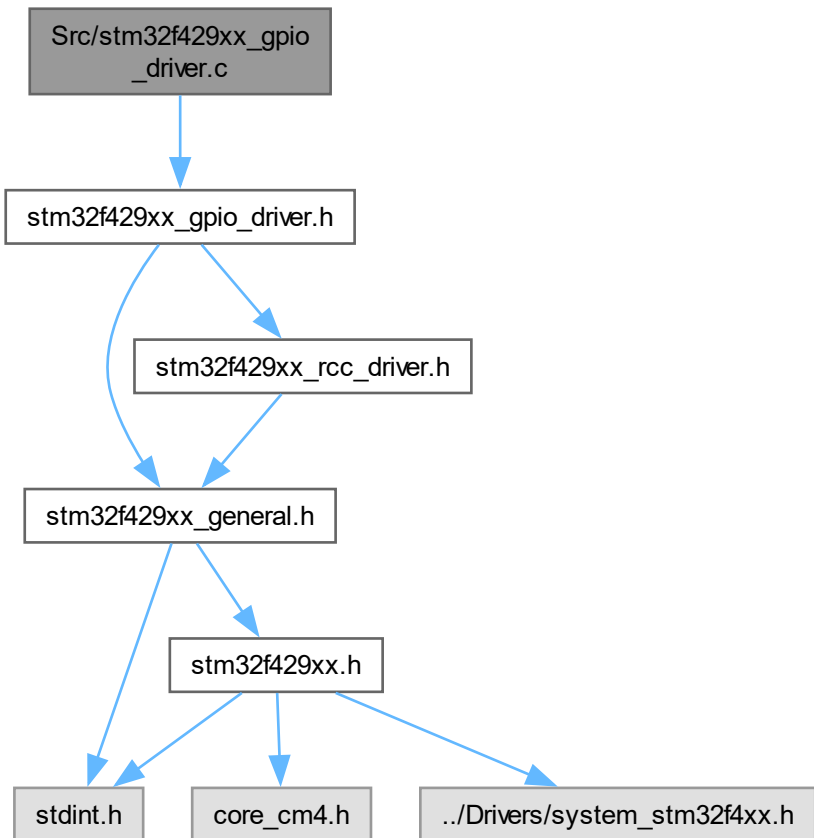 Src/stm32f429xx_gpio
_driver.c
stm32f429xx_gpio_driver.h
stm32f429xx_rcc_driver.h
stm32f429xx_general.h
stm32f429xx.h
stdint.h
core_cm4.h
../Drivers/system_stm32f4xx.h